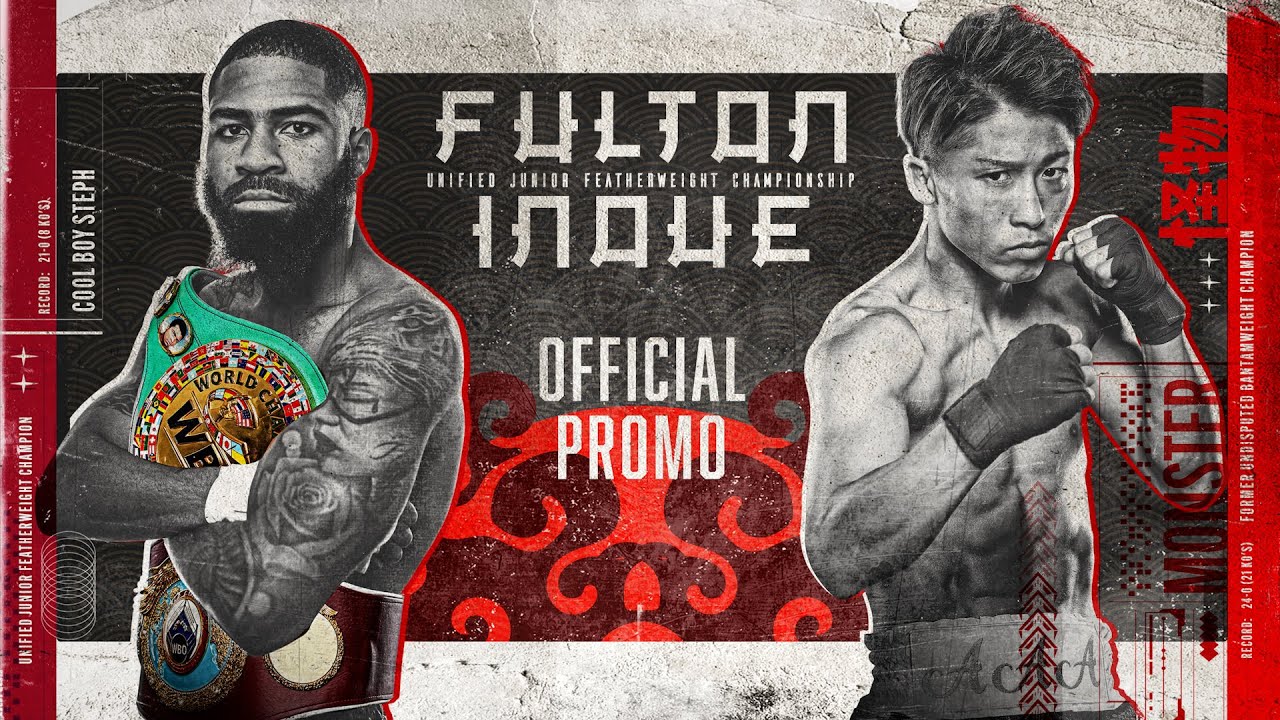 FULTON
UNIFIED JUNIOR FEATHERWEIGHT CHAMPIONSHIP
INOUE
OFFICIAL
PROMO
RECORD: 21-0 (8 KO'S)
COOL BOY STEPH
UNIFIED JUNIOR FEATHERWEIGHT CHAMPION
WORLD CHA
WBO
怪物
MONSTER
FORMER UNDISPUTED BANTAMWEIGHT CHAMPION
RECORD: 24-0 (21 KO'S)